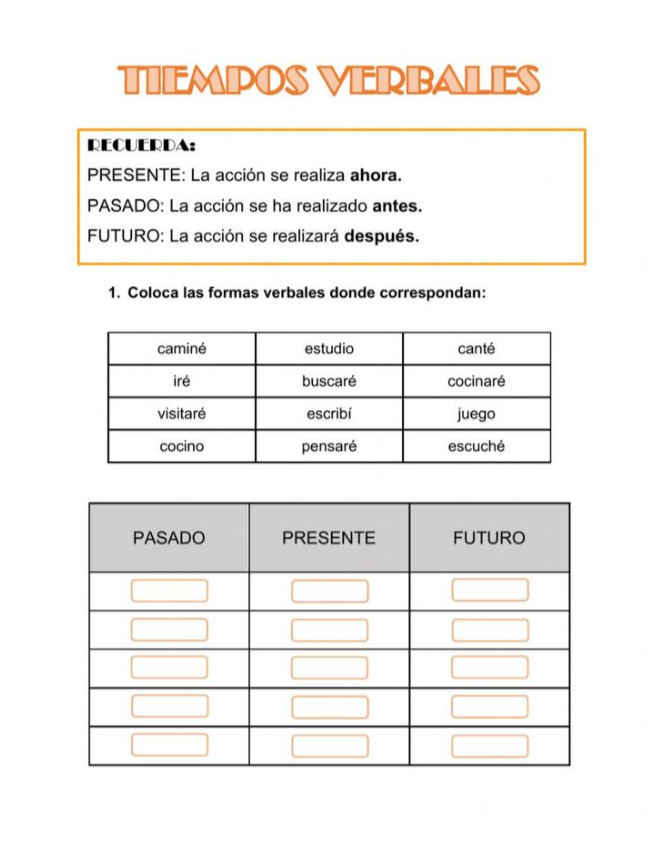 TIEMPOS VERBALES
RECUERDA:
PRESENTE: La acción se realiza ahora.
PASADO: La acción se ha realizado antes.
FUTURO: La acción se realizará después.
1. Coloca las formas verbales donde correspondan:
caminé estudio canté
iré buscaré cocinaré
visitaré escribí juego
cocino pensaré escuché
PASADO PRESENTE FUTURO